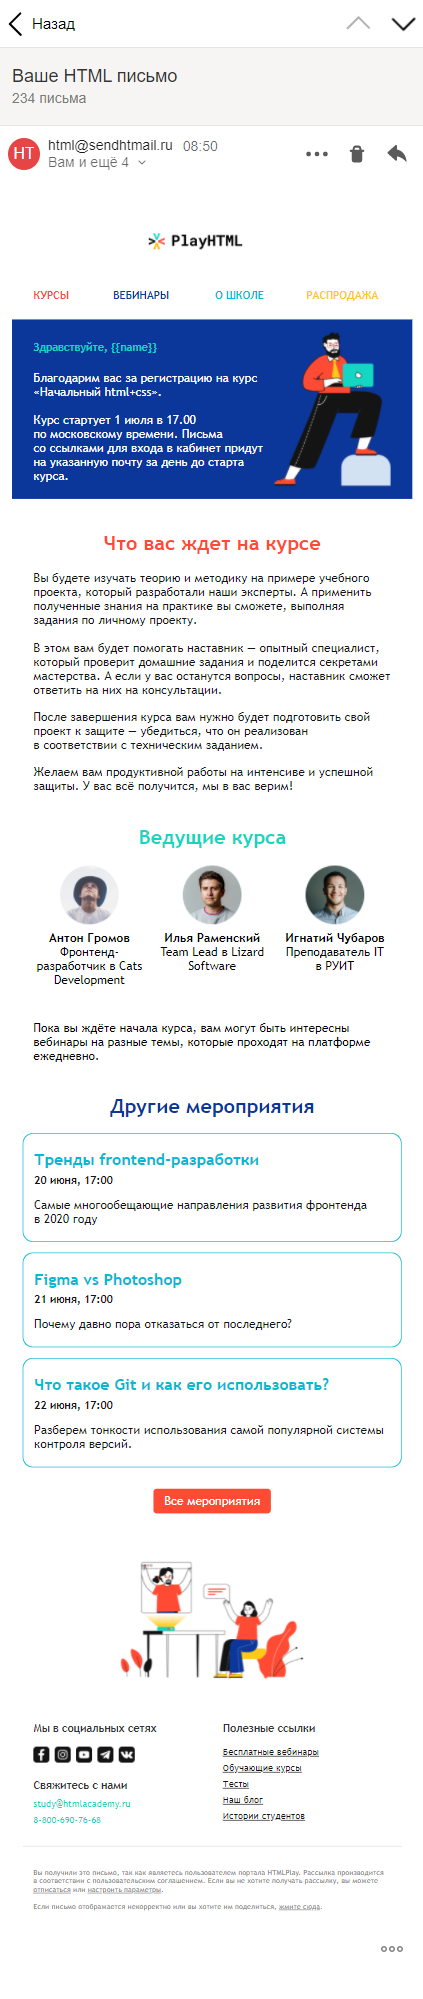 Назад
Ваше HTML письмо
234 письма
HT
html@sendhtmail.ru 08:50
Вам и ещё 4
PlayHTML
КУРСЫ ВЕБИНАРЫ О ШКОЛЕ РАСПРОДАЖА
Здравствуйте, {{name}}
Благодарим вас за регистрацию на курс
«Начальный html+css».
Курс стартует 1 июля в 17.00
по московскому времени. Письма
со ссылками для входа в кабинет придут
на указанную почту за день до старта
курса.
Что вас ждет на курсе
Вы будете изучать теорию и методику на примере учебного
проекта, который разработали наши эксперты. А применить
полученные знания на практике вы сможете, выполняя
задания по личному проекту.
В этом вам будет помогать наставник — опытный специалист,
который проверит домашние задания и поделится секретами
мастерства. А если у вас останутся вопросы, наставник сможет
ответить на них на консультации.
После завершения курса вам нужно будет подготовить свой
проект к защите — убедиться, что он реализован
в соответствии с техническим заданием.
Желаем вам продуктивной работы на интенсиве и успешной
защиты. У вас всё получится, мы в вас верим!
Ведущие курса
Антон Громов
Фронтенд-
разработчик в Cats
Development
Илья Раменский
Team Lead в Lizard
Software
Игнатий Чубаров
Преподаватель IT
в РУИТ
Пока вы ждёте начала курса, вам могут быть интересны
вебинары на разные темы, которые проходят на платформе
ежедневно.
Другие мероприятия
Тренды frontend-разработки
20 июня, 17:00
Самые многообещающие направления развития фронтенда
в 2020 году
Figma vs Photoshop
21 июня, 17:00
Почему давно пора отказаться от последнего?
Что такое Git и как его использовать?
22 июня, 17:00
Разберем тонкости использования самой популярной системы
контроля версий.
Все мероприятия
Мы в социальных сетях
Свяжитесь с нами
study@htmlacademy.ru
8-800-690-76-68
Полезные ссылки
Бесплатные вебинары
Обучающие курсы
Тесты
Наш блог
Истории студентов
Вы получили это письмо, так как являетесь пользователем портала HTMLPlay. Рассылка производится
в соответствии с пользовательским соглашением. Если вы не хотите получать рассылку, вы можете
отписаться или настроить параметры.
Если письмо отображается некорректно или вы хотите им поделиться, жмите сюда.